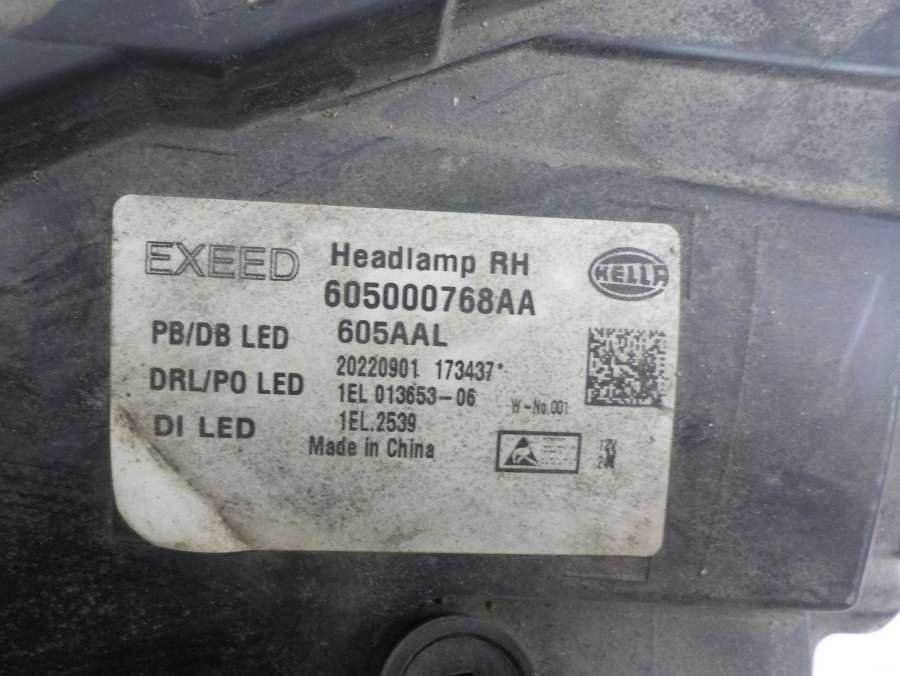 EXEED
Headlamp RH
HELLA
605000768AA
PB/DB LED
605AAL
DRL/PO LED
20220901 173437*
1EL 013653-06
W-No.001
DI LED
1EL.2539
Made in China
12V